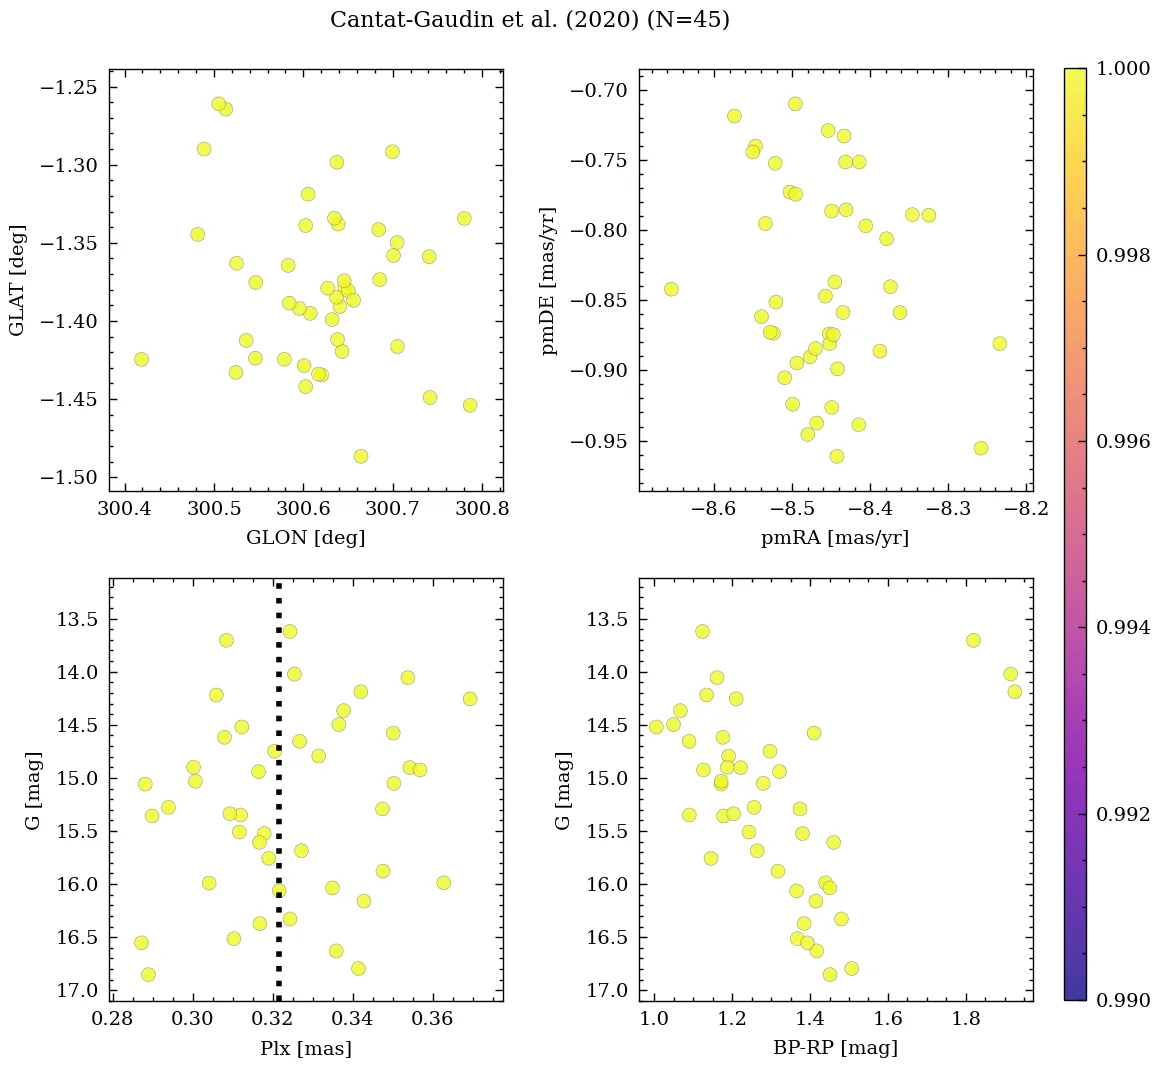 Cantat-Gaudin et al. (2020) (N=45)
−1.25
−1.30
−1.35
−1.40
−1.45
−1.50
GLAT [deg]
300.4 300.5 300.6 300.7 300.8
GLON [deg]
−0.70
−0.75
−0.80
−0.85
−0.90
−0.95
pmDE [mas/yr]
−8.6 −8.5 −8.4 −8.3 −8.2
pmRA [mas/yr]
13.5
14.0
14.5
15.0
15.5
16.0
16.5
17.0
G [mag]
0.28 0.30 0.32 0.34 0.36
Plx [mas]
13.5
14.0
14.5
15.0
15.5
16.0
16.5
17.0
G [mag]
1.0 1.2 1.4 1.6 1.8
BP-RP [mag]
1.000
0.998
0.996
0.994
0.992
0.990